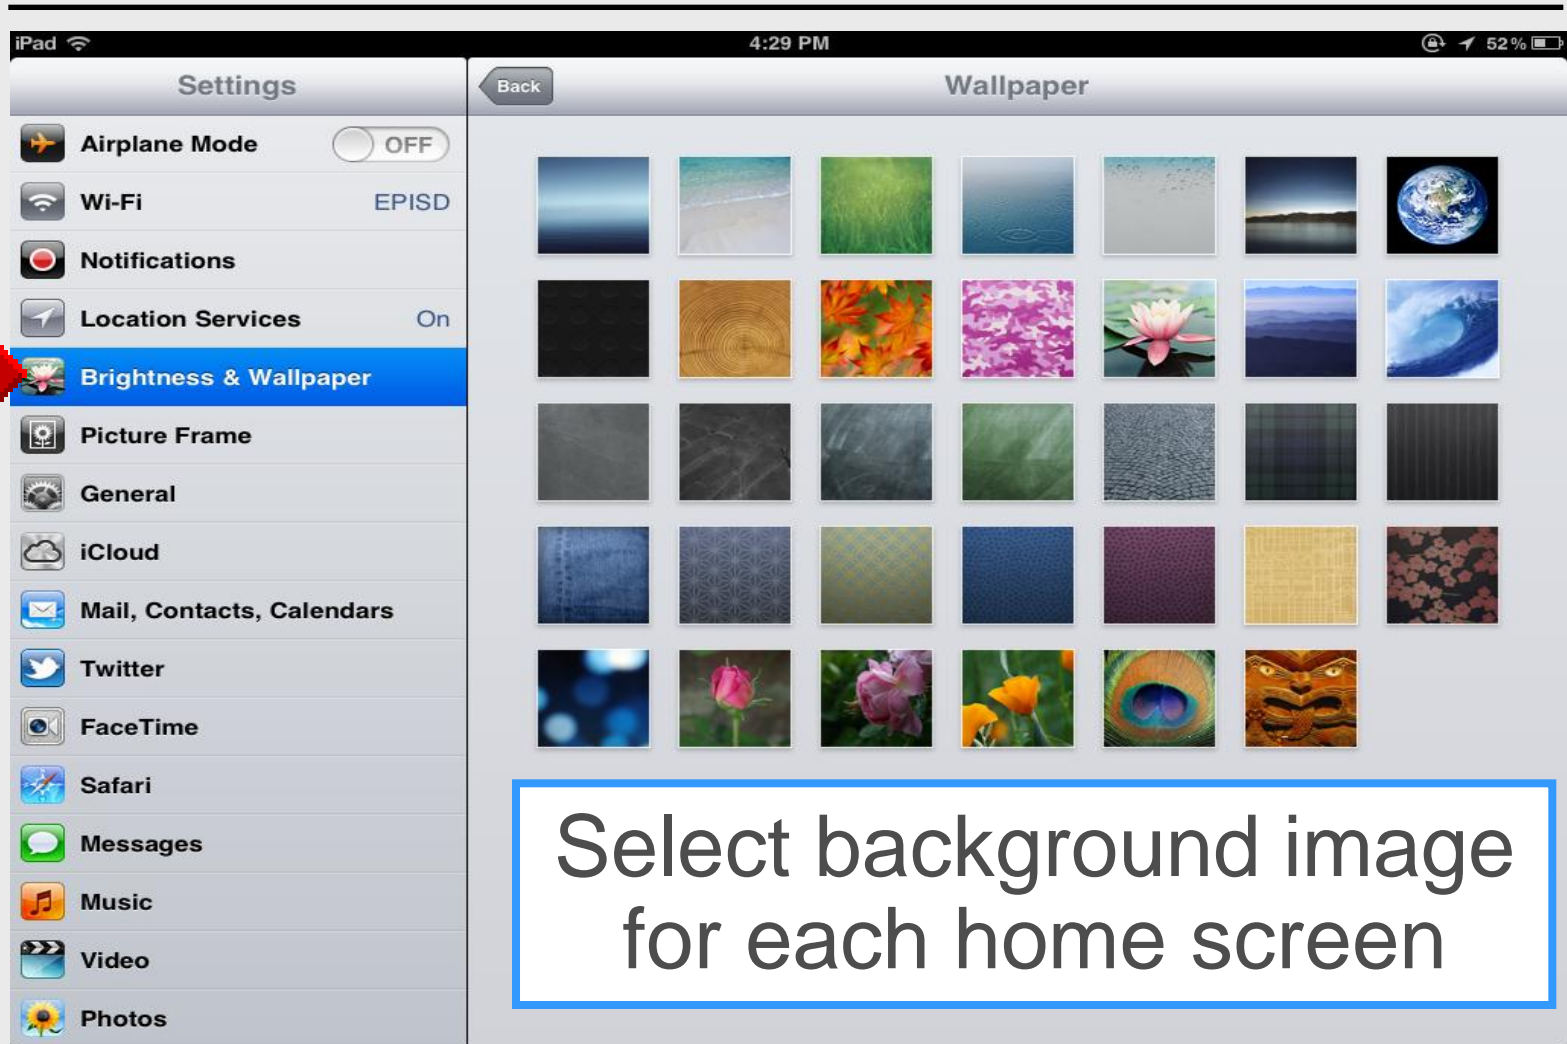 iPad
4:29 PM
52%
Settings
Back
Wallpaper
Airplane Mode
OFF
Wi-Fi
EPISD
Notifications
Location Services
On
Brightness & Wallpaper
Picture Frame
General
iCloud
Mail, Contacts, Calendars
Twitter
FaceTime
Safari
Messages
Music
Video
Photos
Select background image
for each home screen